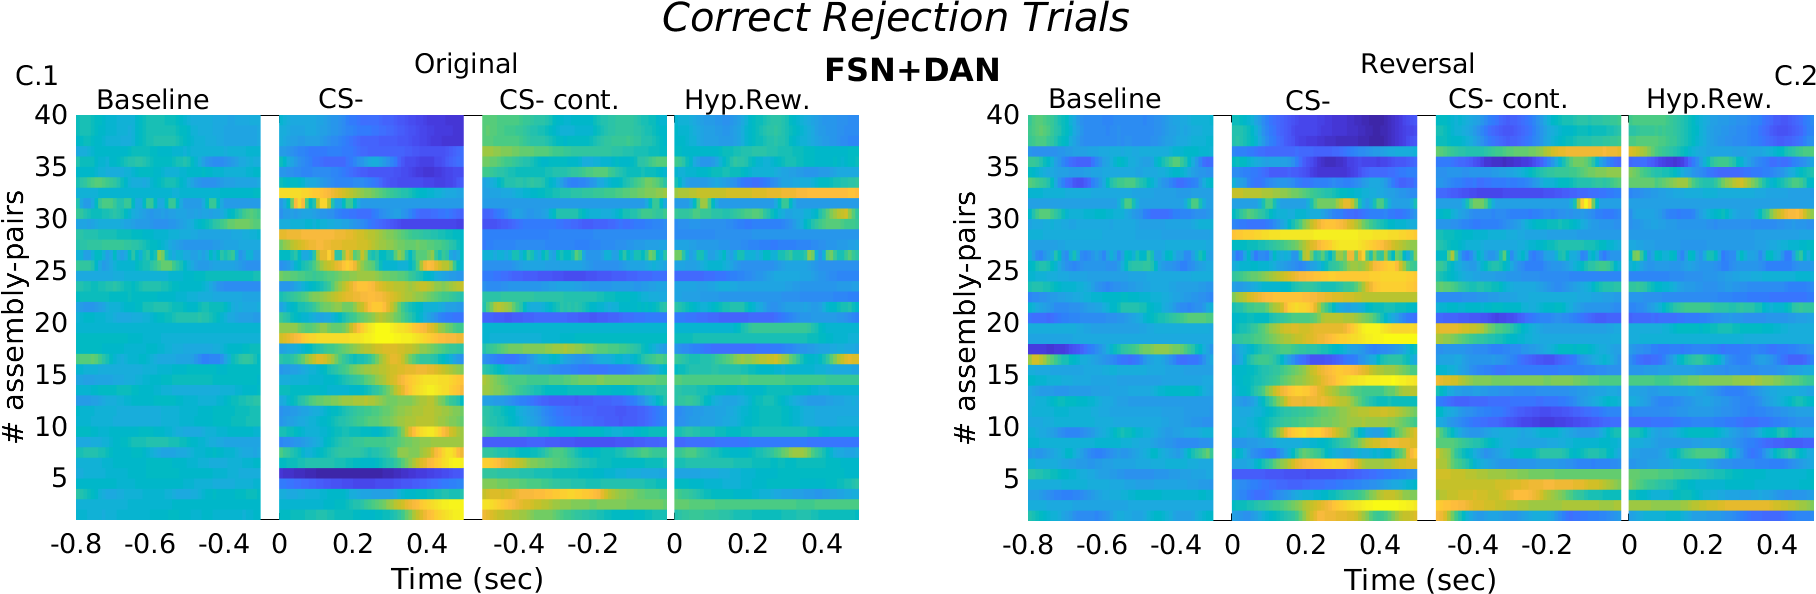 Correct Rejection Trials
Original
FSN+DAN
Reversal
C.1
C.2
Baseline
CS-
CS- cont.
Hyp.Rew.
Baseline
CS-
CS- cont.
Hyp.Rew.
# assembly-pairs
40
35
30
25
20
15
10
5
-0.8 -0.6 -0.4 0 0.2 0.4 -0.4 -0.2 0 0.2 0.4
Time (sec)
# assembly-pairs
40
35
30
25
20
15
10
5
-0.8 -0.6 -0.4 0 0.2 0.4 -0.4 -0.2 0 0.2 0.4
Time (sec)